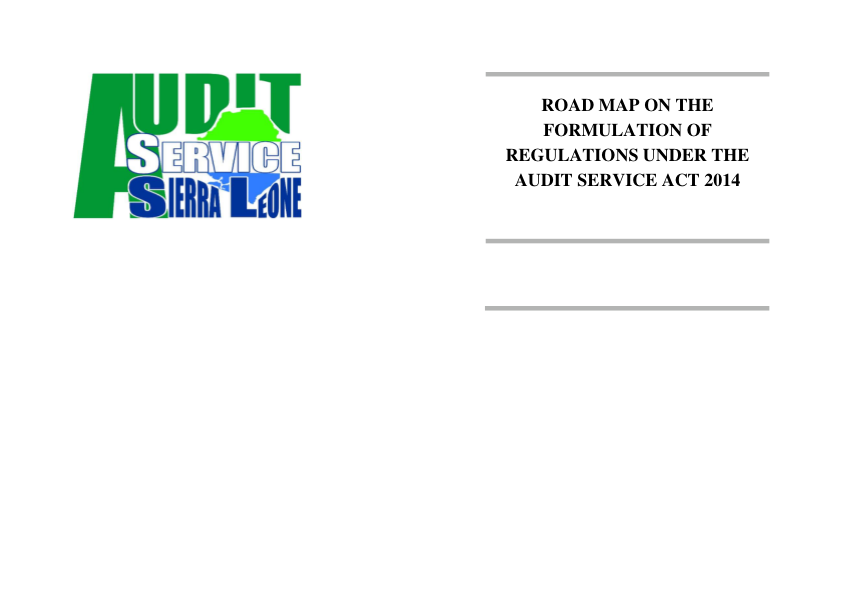 AUDIT
SERVICE
SIERRA LEONE
ROAD MAP ON THE
FORMULATION OF
REGULATIONS UNDER THE
AUDIT SERVICE ACT 2014